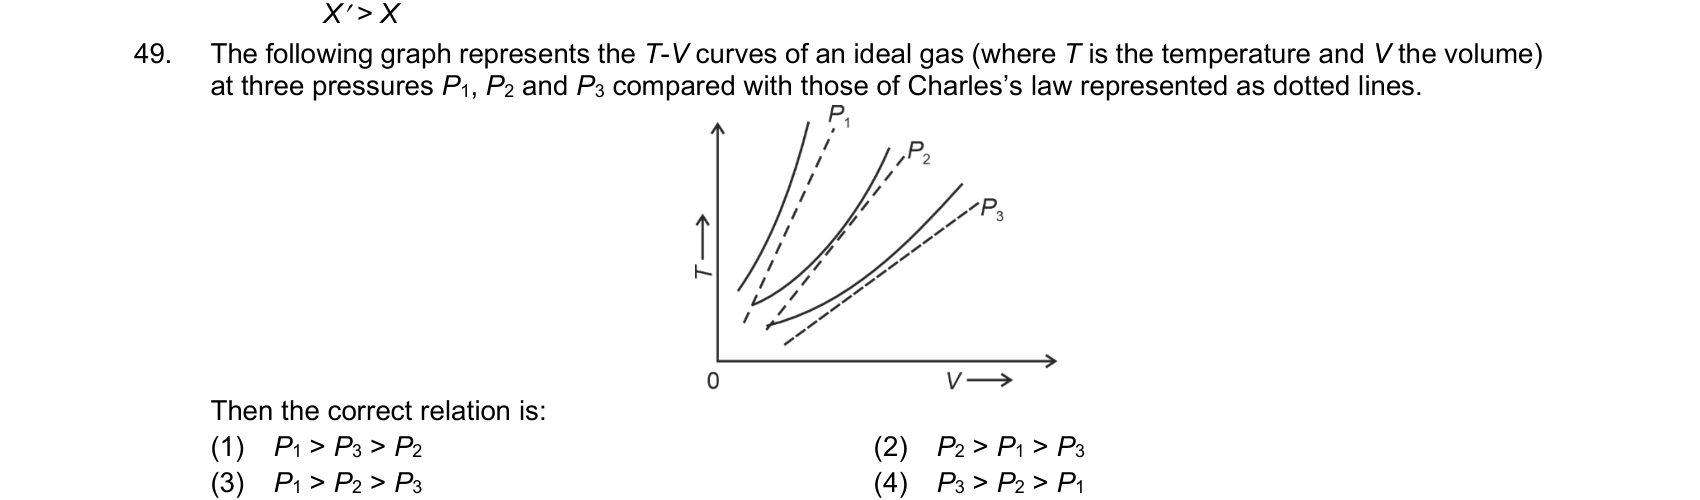 X′ > X
49. The following graph represents the T-V curves of an ideal gas (where T is the temperature and V the volume)
at three pressures P₁, P₂ and P₃ compared with those of Charles's law represented as dotted lines.
P₁
P₂
P₃
T
0
V
Then the correct relation is:
(1) P₁ > P₃ > P₂ (2) P₂ > P₁ > P₃
(3) P₁ > P₂ > P₃ (4) P₃ > P₂ > P₁